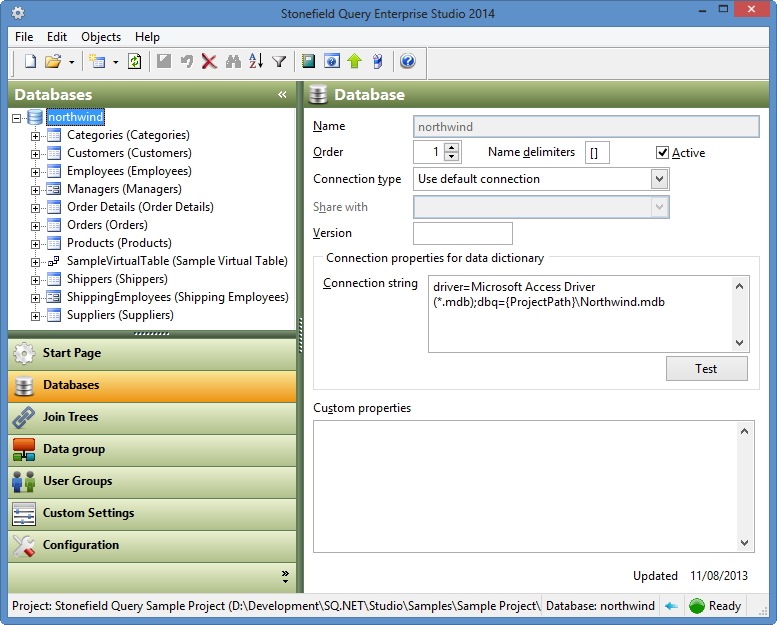 Stonefield Query Enterprise Studio 2014
File Edit Objects Help
Databases «
northwind
Categories (Categories)
Customers (Customers)
Employees (Employees)
Managers (Managers)
Order Details (Order Details)
Orders (Orders)
Products (Products)
SampleVirtualTable (Sample Virtual Table)
Shippers (Shippers)
ShippingEmployees (Shipping Employees)
Suppliers (Suppliers)
Start Page
Databases
Join Trees
Data group
User Groups
Custom Settings
Configuration
»
Database
Name northwind
Order 1 Name delimiters [] Active
Connection type Use default connection
Share with
Version
Connection properties for data dictionary
Connection string driver=Microsoft Access Driver
(*.mdb);dbq={ProjectPath}\Northwind.mdb
Test
Custom properties
Updated 11/08/2013
Project: Stonefield Query Sample Project (D:\Development\SQ.NET\Studio\Samples\Sample Project\ Database: northwind Ready